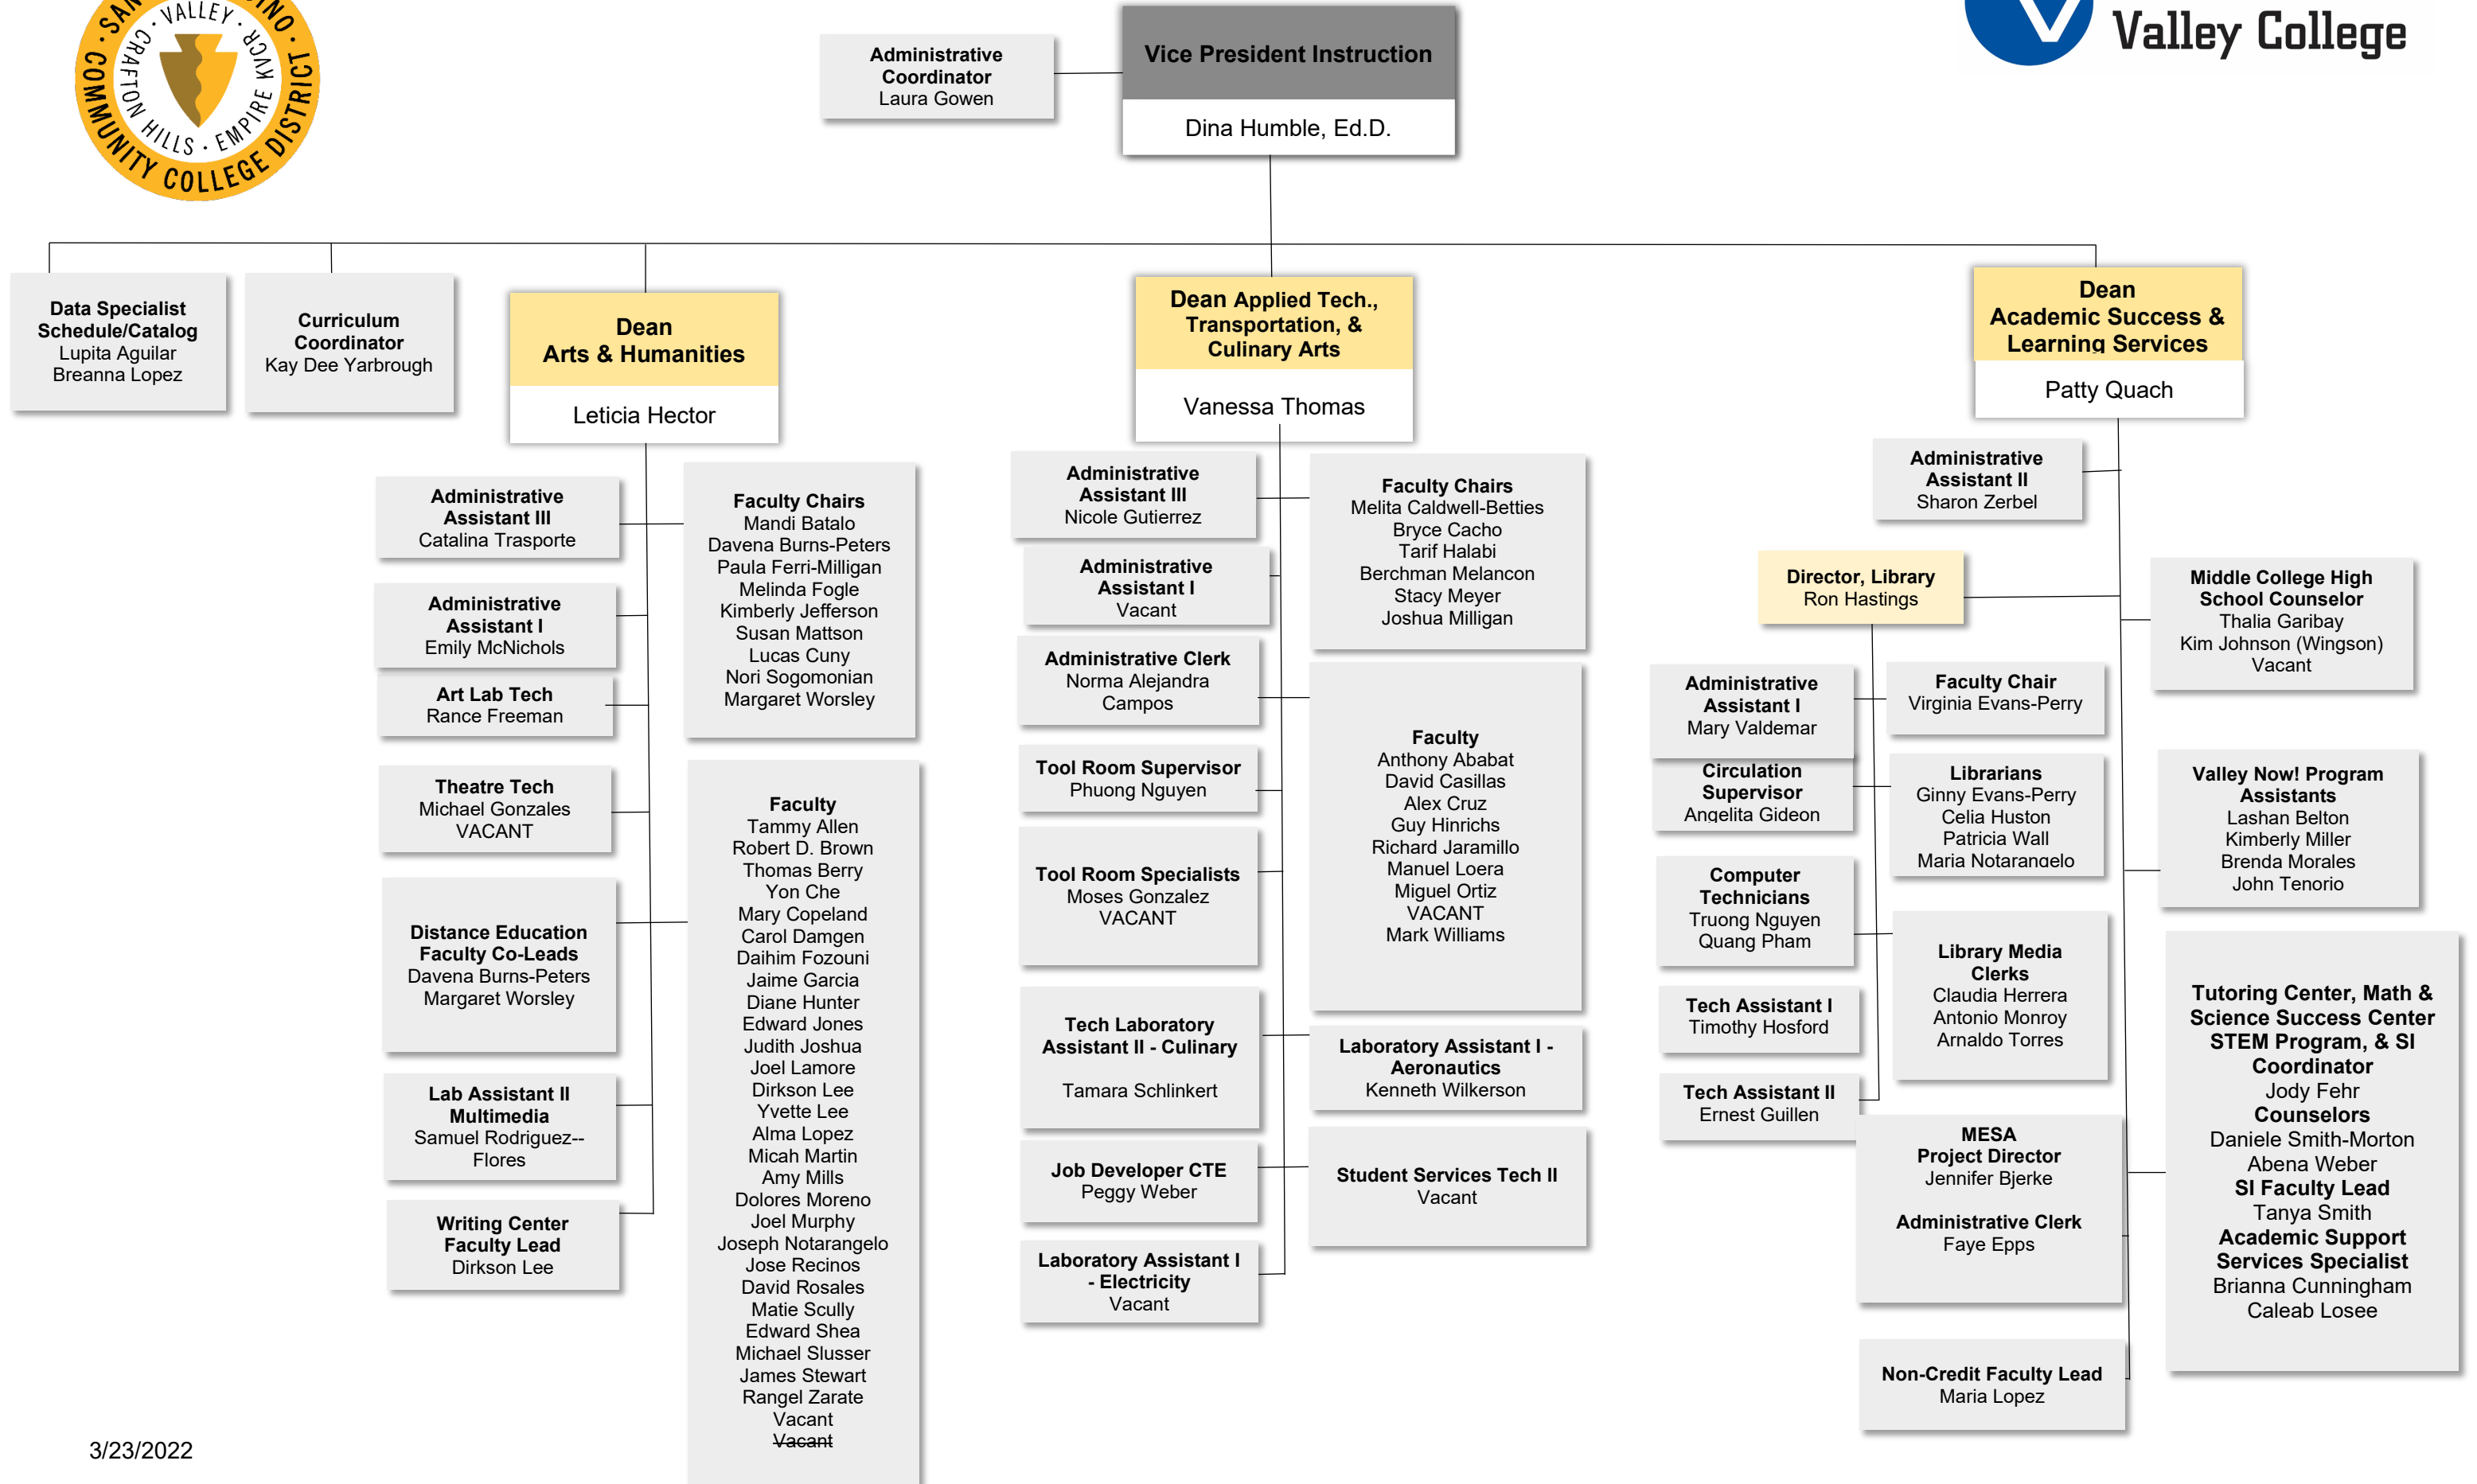 SAN
DINO
COMMUNITY COLLEGE DISTRICT
VALLEY
KVCR
CRAFTON HILLS
EMPIRE
Valley College
Administrative
Coordinator
Laura Gowen
Vice President Instruction
Dina Humble, Ed.D.
Data Specialist
Schedule/Catalog
Lupita Aguilar
Breanna Lopez
Curriculum
Coordinator
Kay Dee Yarbrough
Dean
Arts & Humanities
Leticia Hector
Administrative
Assistant III
Catalina Trasporte
Administrative
Assistant I
Emily McNichols
Art Lab Tech
Rance Freeman
Theatre Tech
Michael Gonzales
VACANT
Distance Education
Faculty Co-Leads
Davena Burns-Peters
Margaret Worsley
Lab Assistant II
Multimedia
Samuel Rodriguez--
Flores
Writing Center
Faculty Lead
Dirkson Lee
Faculty Chairs
Mandi Batalo
Davena Burns-Peters
Paula Ferri-Milligan
Melinda Fogle
Kimberly Jefferson
Susan Mattson
Lucas Cuny
Nori Sogomonian
Margaret Worsley
Faculty
Tammy Allen
Robert D. Brown
Thomas Berry
Yon Che
Mary Copeland
Carol Damgen
Daihim Fozouni
Jaime Garcia
Diane Hunter
Edward Jones
Judith Joshua
Joel Lamore
Dirkson Lee
Yvette Lee
Alma Lopez
Micah Martin
Amy Mills
Dolores Moreno
Joel Murphy
Joseph Notarangelo
Jose Recinos
David Rosales
Matie Scully
Edward Shea
Michael Slusser
James Stewart
Rangel Zarate
Vacant
Vacant
Dean Applied Tech.,
Transportation, &
Culinary Arts
Vanessa Thomas
Administrative
Assistant III
Nicole Gutierrez
Administrative
Assistant I
Vacant
Administrative Clerk
Norma Alejandra
Campos
Tool Room Supervisor
Phuong Nguyen
Tool Room Specialists
Moses Gonzalez
VACANT
Tech Laboratory
Assistant II - Culinary
Tamara Schlinkert
Job Developer CTE
Peggy Weber
Laboratory Assistant I
- Electricity
Vacant
Faculty Chairs
Melita Caldwell-Betties
Bryce Cacho
Tarif Halabi
Berchman Melancon
Stacy Meyer
Joshua Milligan
Faculty
Anthony Ababat
David Casillas
Alex Cruz
Guy Hinrichs
Richard Jaramillo
Manuel Loera
Miguel Ortiz
VACANT
Mark Williams
Laboratory Assistant I -
Aeronautics
Kenneth Wilkerson
Student Services Tech II
Vacant
Dean
Academic Success &
Learning Services
Patty Quach
Administrative
Assistant II
Sharon Zerbel
Director, Library
Ron Hastings
Administrative
Assistant I
Mary Valdemar
Circulation
Supervisor
Angelita Gideon
Computer
Technicians
Truong Nguyen
Quang Pham
Tech Assistant I
Timothy Hosford
Tech Assistant II
Ernest Guillen
Faculty Chair
Virginia Evans-Perry
Librarians
Ginny Evans-Perry
Celia Huston
Patricia Wall
Maria Notarangelo
Library Media
Clerks
Claudia Herrera
Antonio Monroy
Arnaldo Torres
MESA
Project Director
Jennifer Bjerke
Administrative Clerk
Faye Epps
Non-Credit Faculty Lead
Maria Lopez
Middle College High
School Counselor
Thalia Garibay
Kim Johnson (Wingson)
Vacant
Valley Now! Program
Assistants
Lashan Belton
Kimberly Miller
Brenda Morales
John Tenorio
Tutoring Center, Math &
Science Success Center
STEM Program, & SI
Coordinator
Jody Fehr
Counselors
Daniele Smith-Morton
Abena Weber
SI Faculty Lead
Tanya Smith
Academic Support
Services Specialist
Brianna Cunningham
Caleab Losee
3/23/2022